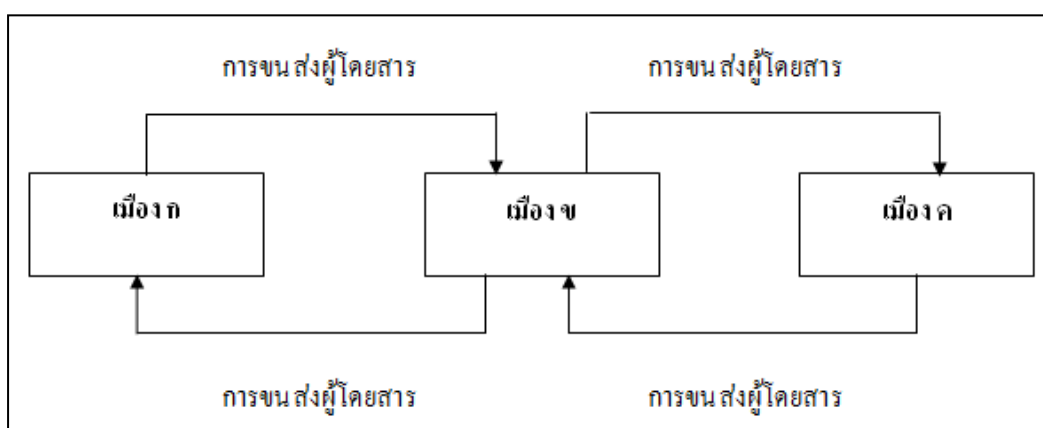 การขนส่งผู้โดยสาร การขนส่งผู้โดยสาร
เมือง ก เมือง ข เมือง ค
การขนส่งผู้โดยสาร การขนส่งผู้โดยสาร